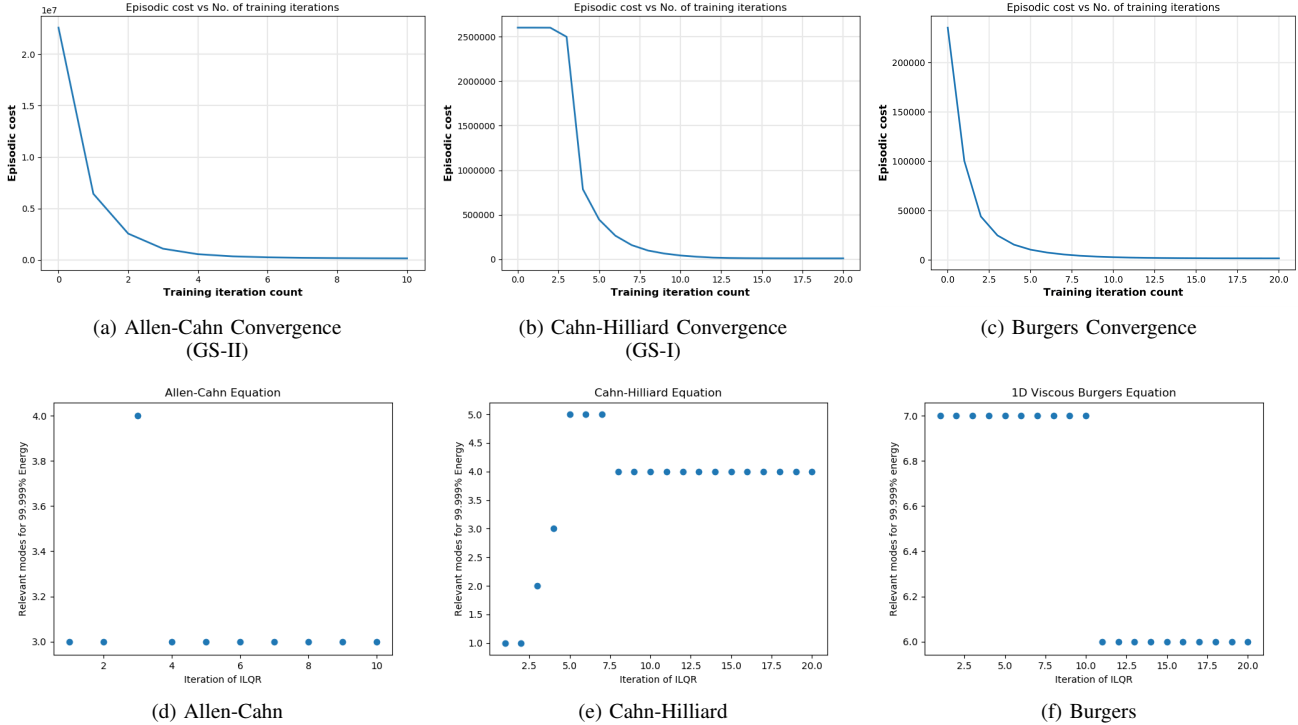 Episodic cost vs No. of training iterations
1e7
2.0
1.5
1.0
0.5
0.0
Episodic cost
0 2 4 6 8 10
Training iteration count
(a) Allen-Cahn Convergence
(GS-II)
Episodic cost vs No. of training iterations
2500000
2000000
1500000
1000000
500000
0
Episodic cost
0.0 2.5 5.0 7.5 10.0 12.5 15.0 17.5 20.0
Training iteration count
(b) Cahn-Hilliard Convergence
(GS-I)
Episodic cost vs No. of training iterations
200000
150000
100000
50000
0
Episodic cost
0.0 2.5 5.0 7.5 10.0 12.5 15.0 17.5 20.0
Training iteration count
(c) Burgers Convergence
Allen-Cahn Equation
4.0
3.8
3.6
3.4
3.2
3.0
Relevant modes for 99.999% Energy
2 4 6 8 10
Iteration of ILQR
(d) Allen-Cahn
Cahn-Hilliard Equation
5.0
4.5
4.0
3.5
3.0
2.5
2.0
1.5
1.0
Relevant modes for 99.999% Energy
2.5 5.0 7.5 10.0 12.5 15.0 17.5 20.0
Iteration of ILQR
(e) Cahn-Hilliard
1D Viscous Burgers Equation
7.0
6.8
6.6
6.4
6.2
6.0
Relevant modes for 99.999% energy
2.5 5.0 7.5 10.0 12.5 15.0 17.5 20.0
Iteration of ILQR
(f) Burgers